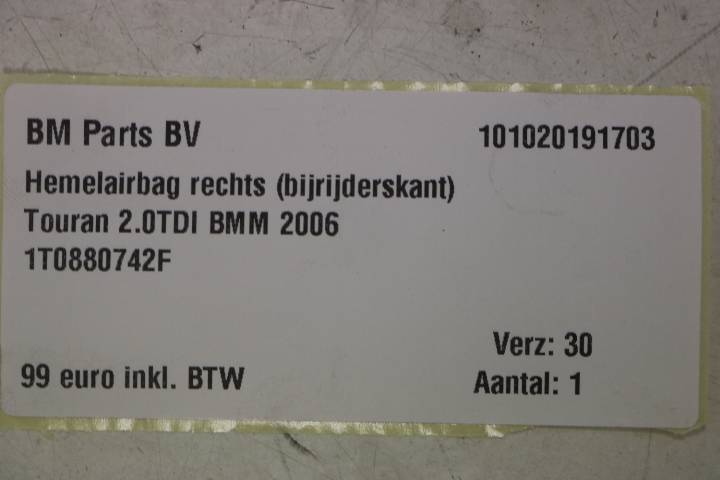 BM Parts BV 101020191703
Hemelairbag rechts (bijrijderskant)
Touran 2.0TDI BMM 2006
1T0880742F
Verz: 30
99 euro inkl. BTW Aantal: 1